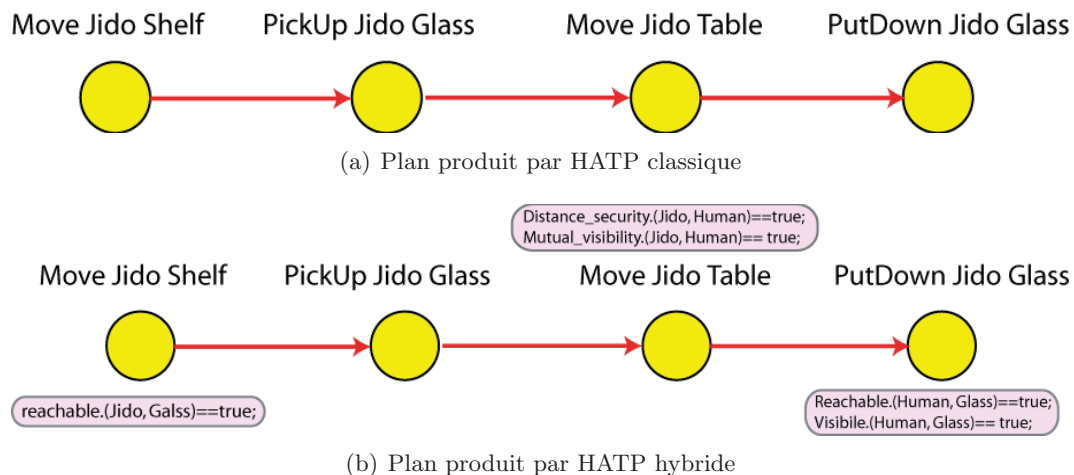 Move Jido Shelf PickUp Jido Glass Move Jido Table PutDown Jido Glass
(a) Plan produit par HATP classique
Distance_security.(Jido, Human)==true;
Mutual_visibility.(Jido, Human)== true;
Move Jido Shelf PickUp Jido Glass Move Jido Table PutDown Jido Glass
reachable.(Jido, Galss)==true;
Reachable.(Human, Glass)==true;
Visibile.(Human, Glass)== true;
(b) Plan produit par HATP hybride